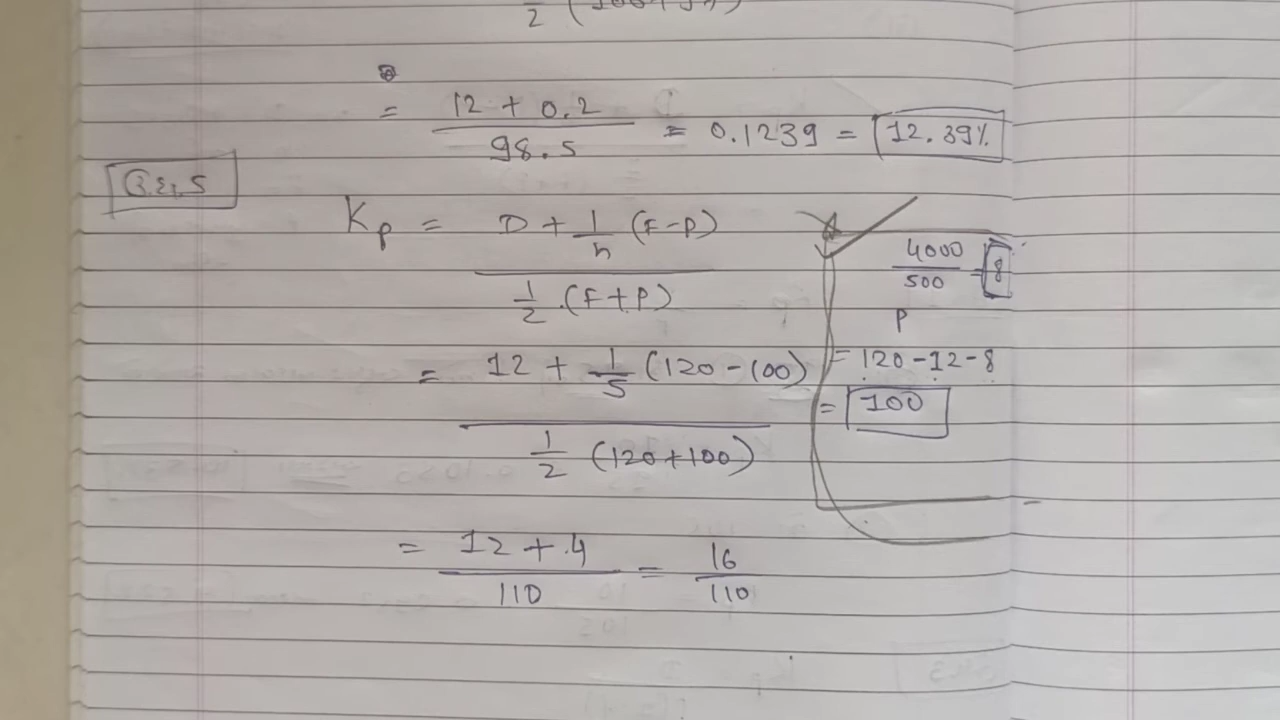 = 12 + 0.2 / 98.5 = 0.1239 = 12.39%
Kp = D + 1/n (F-P) / 1/2 .(F+P)
4000 / 500 = 8
P
= 12 + 1/5 (120-100) / 1/2 (120+100)
= 120-12-8
= 100
= 12 + 4 / 110 = 16 / 110